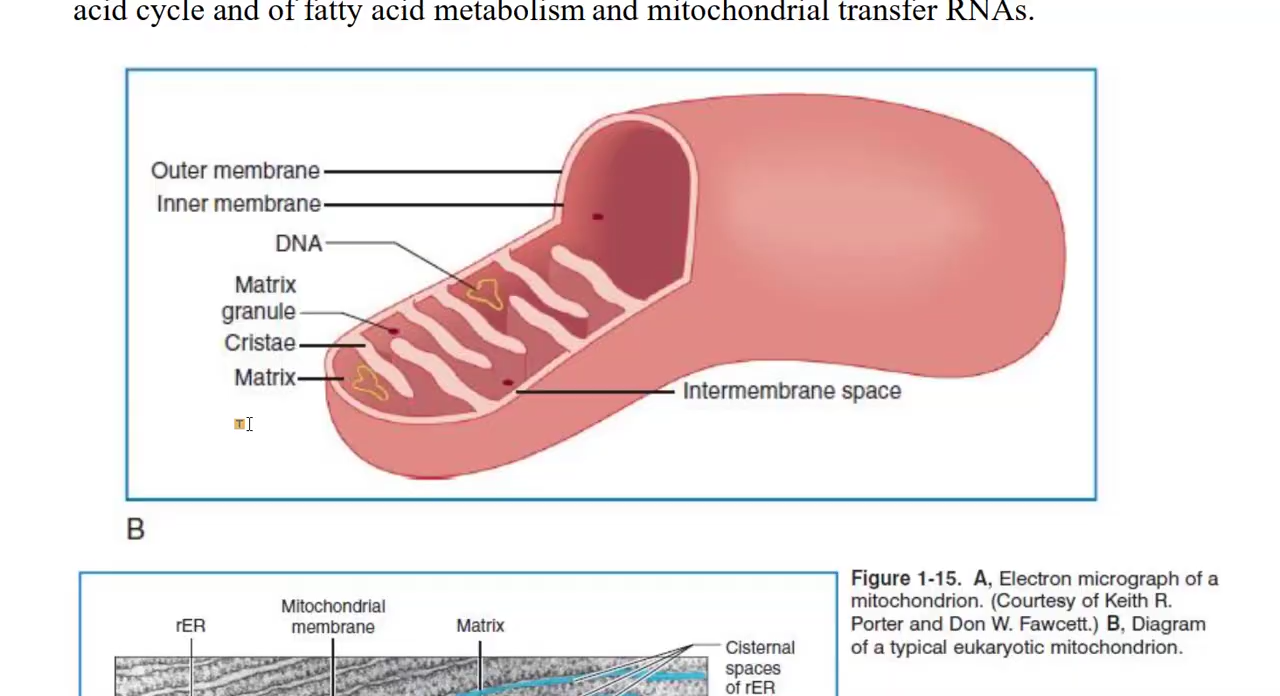 acid cycle and of fatty acid metabolism and mitochondrial transfer RNAs.
Outer membrane
Inner membrane
DNA
Matrix
granule
Cristae
Matrix
Intermembrane space
B
Figure 1-15. A, Electron micrograph of a
mitochondrion. (Courtesy of Keith R.
Porter and Don W. Fawcett.) B, Diagram
of a typical eukaryotic mitochondrion.
rER
Mitochondrial
membrane
Matrix
Cisternal
spaces
of rER